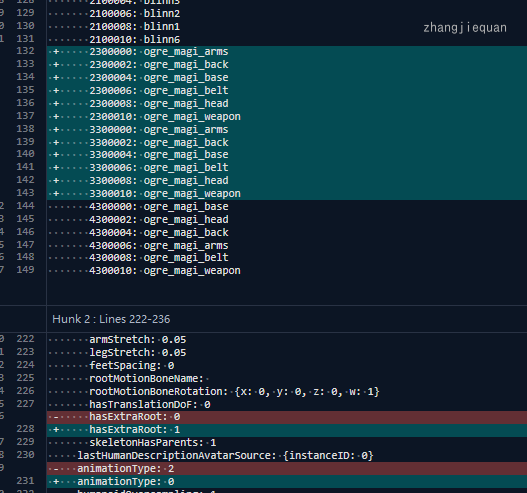 129 2100006: blinn2
130 2100008: blinn1
zhangjiequan
131 2100010: blinn6
132 + 2300000: ogre_magi_arms
133 + 2300002: ogre_magi_back
134 + 2300004: ogre_magi_base
135 + 2300006: ogre_magi_belt
136 + 2300008: ogre_magi_head
137 + 2300010: ogre_magi_weapon
138 + 3300000: ogre_magi_arms
139 + 3300002: ogre_magi_back
140 + 3300004: ogre_magi_base
141 + 3300006: ogre_magi_belt
142 + 3300008: ogre_magi_head
143 + 3300010: ogre_magi_weapon
2 144 4300000: ogre_magi_base
3 145 4300002: ogre_magi_head
4 146 4300004: ogre_magi_back
5 147 4300006: ogre_magi_arms
6 148 4300008: ogre_magi_belt
7 149 4300010: ogre_magi_weapon
Hunk 2 : Lines 222-236
0 222 armStretch: 0.05
1 223 legStretch: 0.05
2 224 feetSpacing: 0
3 225 rootMotionBoneName:
4 226 rootMotionBoneRotation: {x: 0, y: 0, z: 0, w: 1}
5 227 hasTranslationDoF: 0
6 - hasExtraRoot: 0
228 + hasExtraRoot: 1
7 229 skeletonHasParents: 1
8 230 lastHumanDescriptionAvatarSource: {instanceID: 0}
9 - animationType: 2
231 + animationType: 0